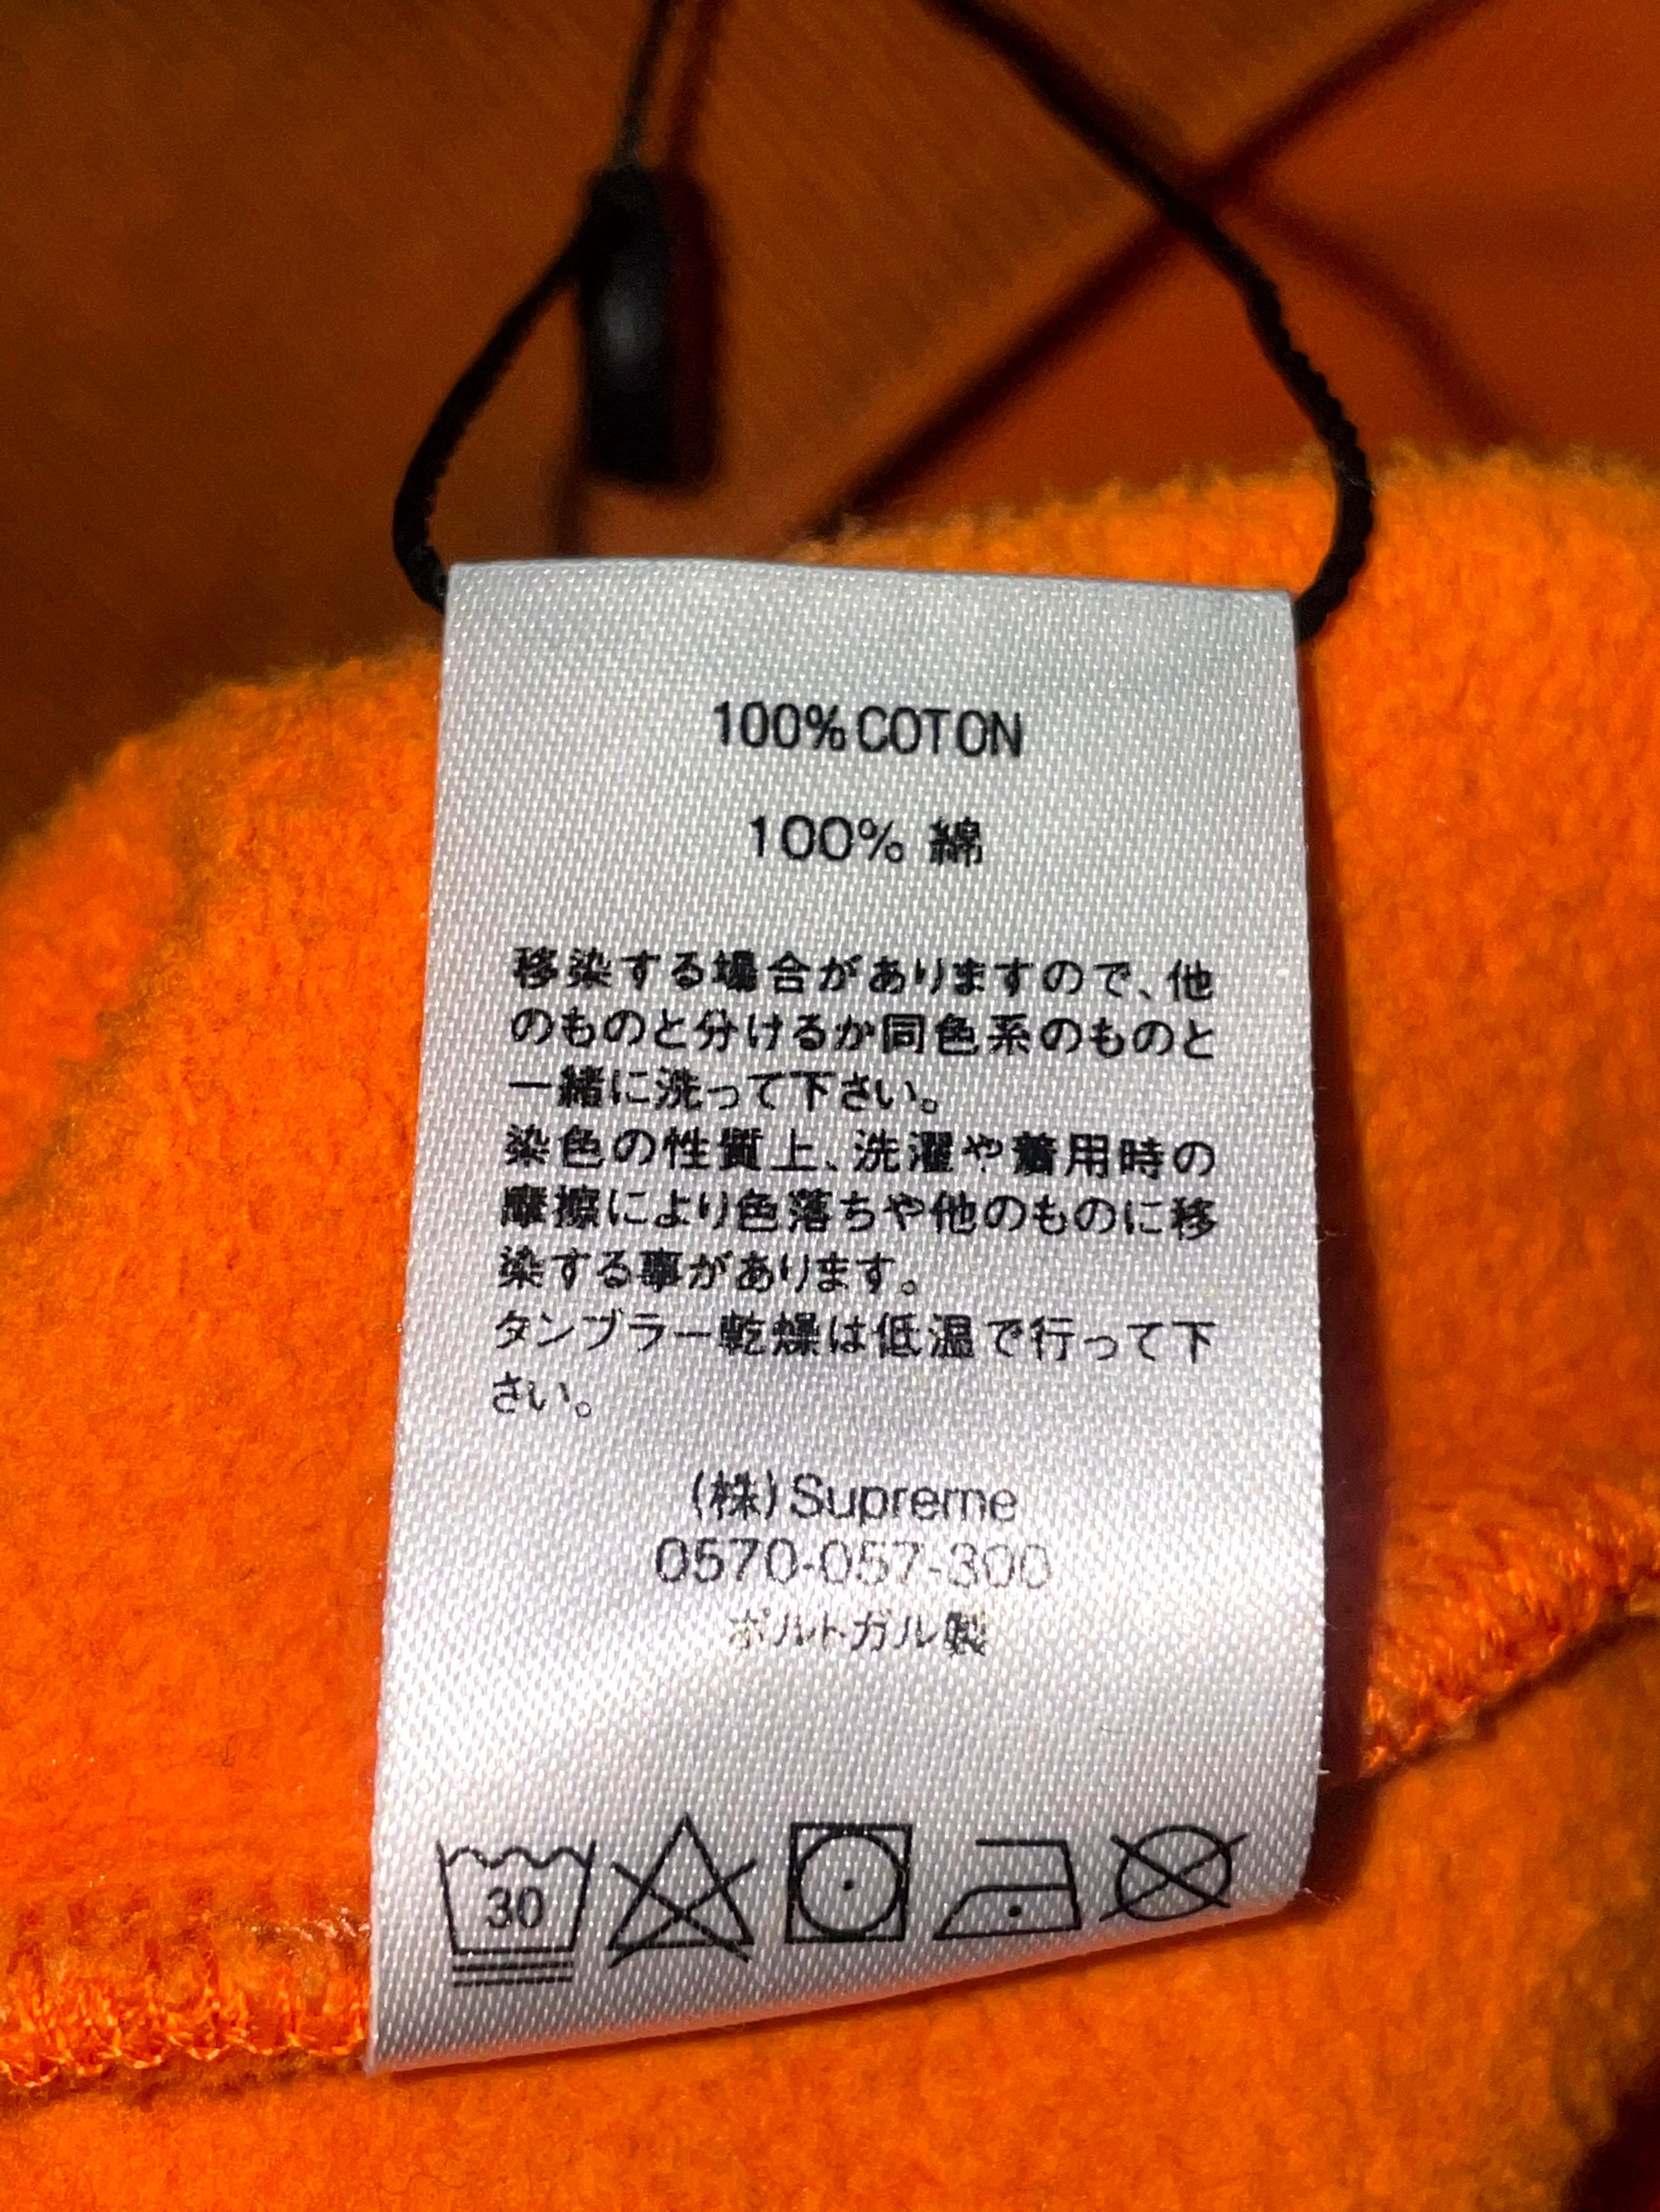 100% COTON
100% 綿
移染する場合がありますので、他
のものと分けるか同色系のものと
一緒に洗って下さい。
染色の性質上、洗濯や着用時の
摩擦により色落ちや他のものに移
染する事があります。
タンブラー乾燥は低温で行って下
さい。
(株)Supreme
0570-057-300
ポルトガル製
30